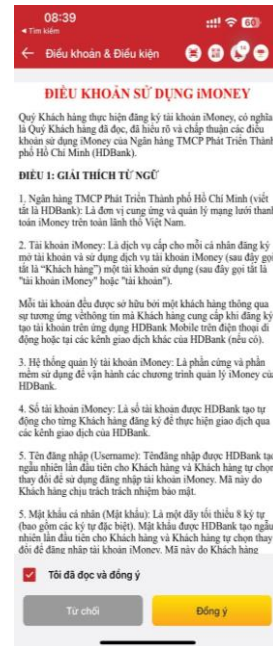 08:39
60
Tìm kiếm
Điều khoản & Điều kiện
ĐIỀU KHOẢN SỬ DỤNG iMONEY
Quý Khách hàng thực hiện đăng ký tài khoản iMoney, có nghĩa
là Quý Khách hàng đã đọc, đã hiểu rõ và chấp thuận các điều
khoản sử dụng iMoney của Ngân hàng TMCP Phát Triển Thành
phố Hồ Chí Minh (HDBank).
ĐIỀU 1: GIẢI THÍCH TỪ NGỮ
1. Ngân hàng TMCP Phát Triển Thành phố Hồ Chí Minh (viết
tắt là HDBank): Là đơn vị cung ứng và quản lý mạng lưới thanh
toán iMoney trên toàn lãnh thổ Việt Nam.
2. Tài khoản iMoney: Là dịch vụ cấp cho mỗi cá nhân đăng ký
mở tài khoản và sử dụng dịch vụ tài khoản iMoney (sau đây gọi
tắt là “Khách hàng”) một tài khoản sử dụng (sau đây gọi tắt là
"tài khoản iMoney" hoặc "tài khoản").
Mỗi tài khoản đều được sở hữu bởi một khách hàng thông qua
sự tương ứng vềthông tin mà Khách hàng cung cấp khi đăng ký
tạo tài khoản trên ứng dụng HDBank Mobile trên điện thoại di
động hoặc tại các kênh giao dịch khác của HDBank (nếu có).
3. Hệ thống quản lý tài khoản iMoney: Là phần cứng và phần
mềm sử dụng để vận hành các chương trình quản lý iMoney của
HDBank.
4. Số tài khoản iMoney: Là số tài khoản được HDBank tạo tự
động cho từng Khách hàng đăng ký để thực hiện giao dịch qua
các kênh giao dịch của HDBank.
5. Tên đăng nhập (Username): Tênđăng nhập được HDBank tạo
ngẫu nhiên lần đầu tiên cho Khách hàng và Khách hàng tự chọn
thay đổi để sử dụng đăng nhập tài khoản iMoney. Mã này do
Khách hàng chịu trách trách nhiệm bảo mật.
5. Mật khẩu cá nhân (Mật khẩu): Là một dãy tối thiểu 8 ký tự
(bao gồm các ký tự đặc biệt). Mật khẩu được HDBank tạo ngẫu
nhiên lần đầu tiên cho Khách hàng và Khách hàng tự chọn thay
đổi để đăng nhập tài khoản iMoney. Mã này do Khách hàng
Tôi đã đọc và đồng ý
Từ chối
Đồng ý